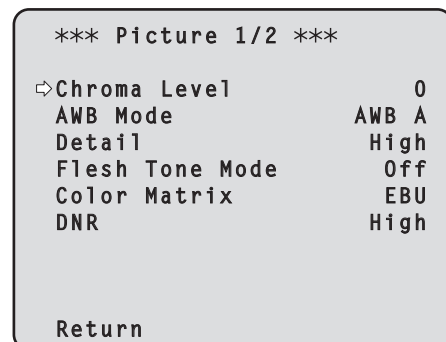 *** Picture 1/2 ***
⇨Chroma Level 0
AWB Mode AWB A
Detail High
Flesh Tone Mode Off
Color Matrix EBU
DNR High
Return